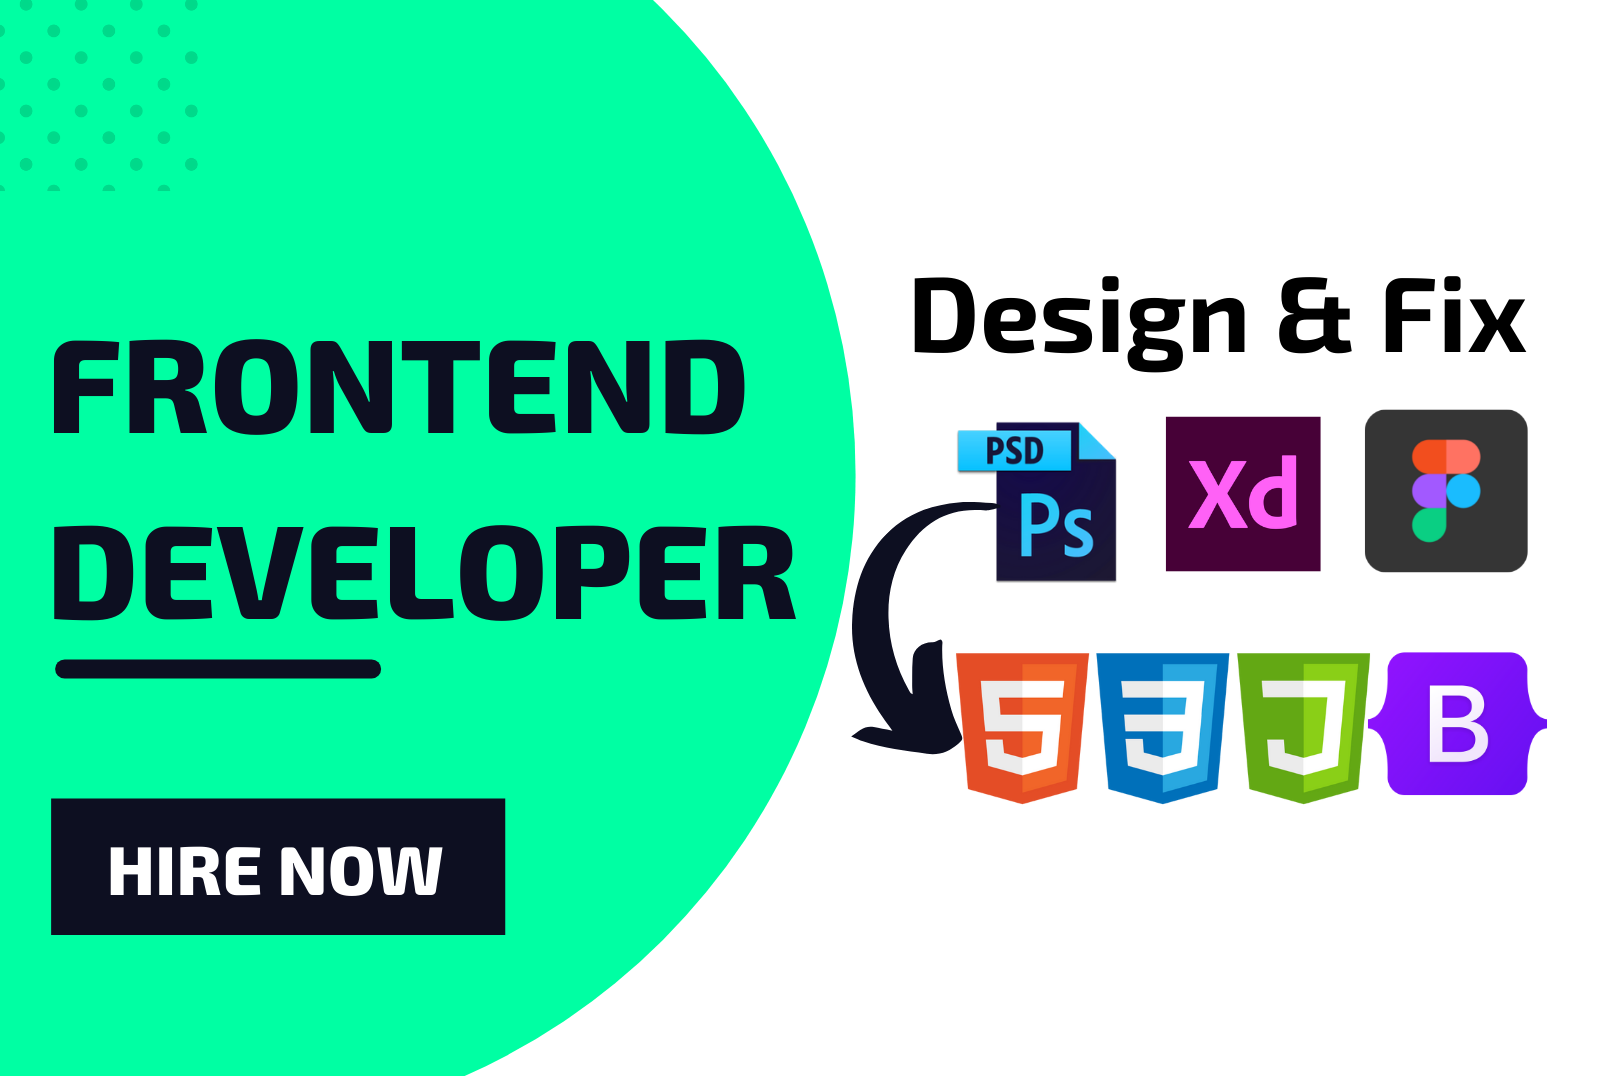 FRONTEND
DEVELOPER
HIRE NOW
Design & Fix
PSD
Ps
Xd
B